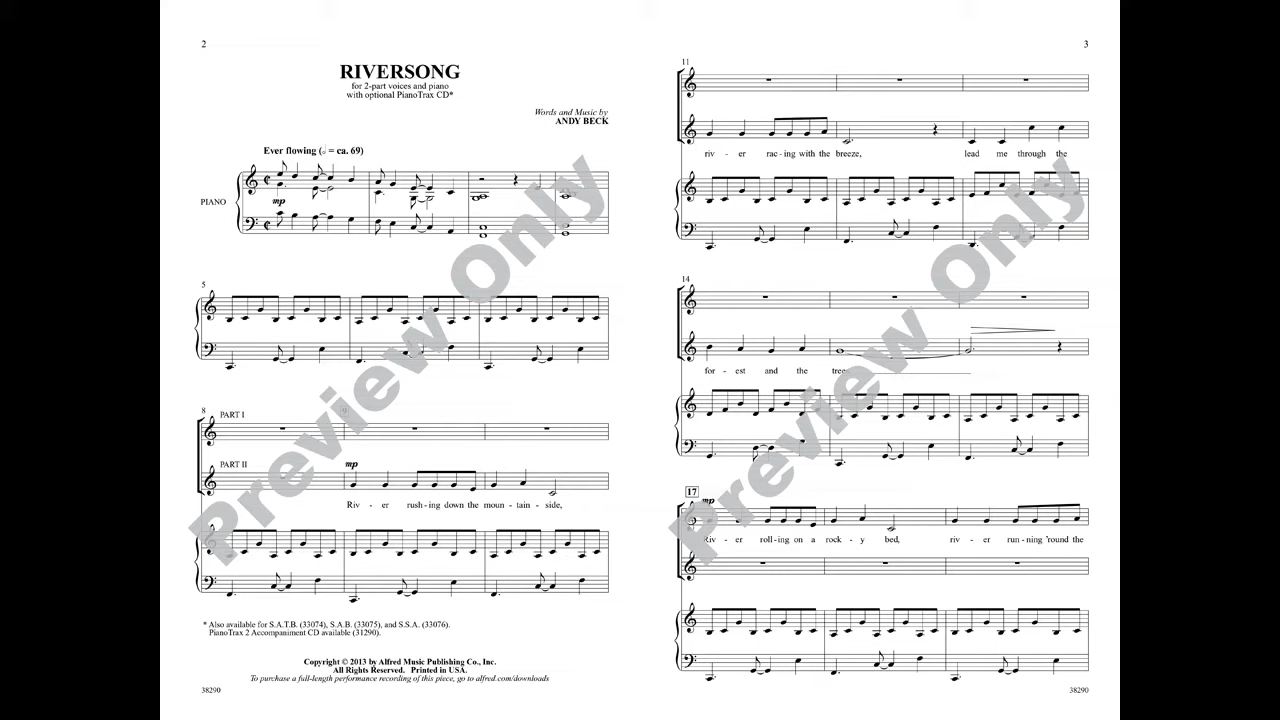 2
RIVERSONG
for 2-part voices and piano
with optional PianoTrax CD*
Words and Music by
ANDY BECK
Ever flowing (𝅗𝅥 = ca. 69)
PIANO
mp
5
8
PART I
9
PART II
mp
Riv - er rush - ing down the moun - tain - side,
* Also available for S.A.T.B. (33074), S.A.B. (33075), and S.S.A. (33076).
PianoTrax 2 Accompaniment CD available (31290).
Copyright © 2013 by Alfred Music Publishing Co., Inc.
All Rights Reserved. Printed in USA.
To purchase a full-length performance recording of this piece, go to alfred.com/downloads
38290
Preview Only
3
11
riv - er rac - ing with the breeze, lead me through the
14
for - est and the trees.
17
mp
Riv - er roll - ing on a rock - y bed, riv - er run - ning 'round the
38290
Preview Only